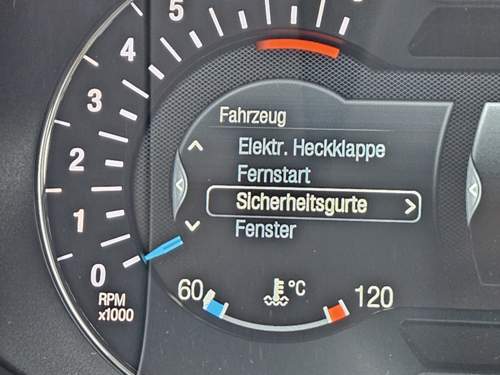 5
4
3
2
1
0
RPM
x1000
Fahrzeug
Elektr. Heckklappe
Fernstart
Sicherheitsgurte >
Fenster
60 °C 120